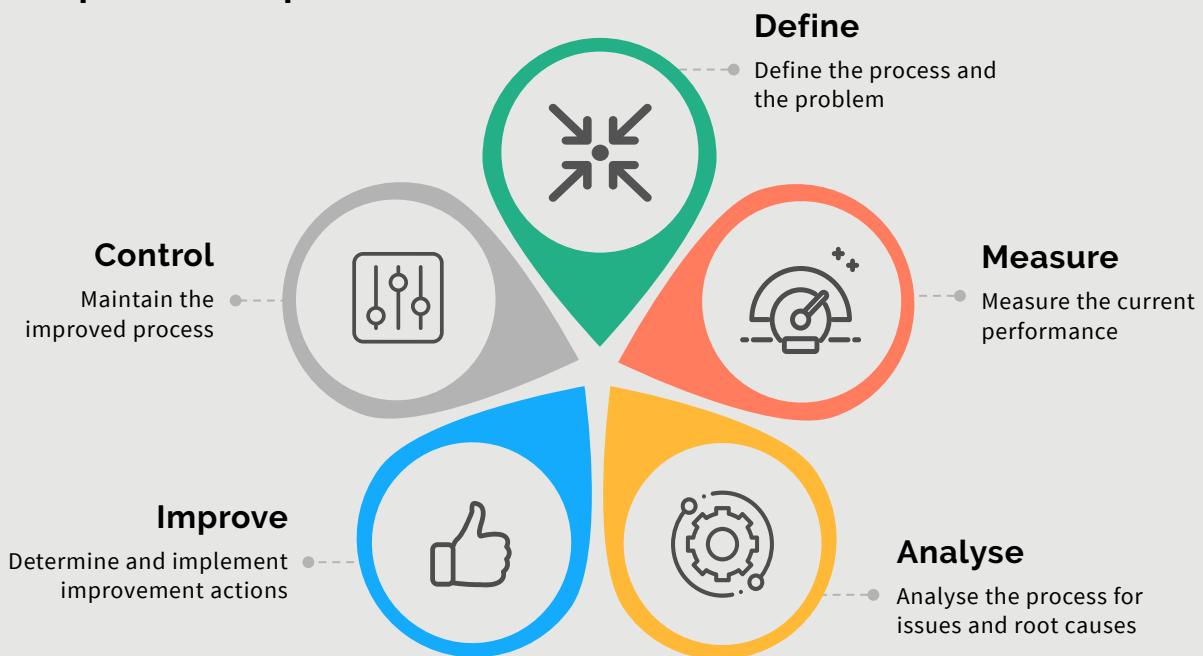 Define
Define the process and
the problem
Measure
Measure the current
performance
Analyse
Analyse the process for
issues and root causes
Improve
Determine and implement
improvement actions
Control
Maintain the
improved process